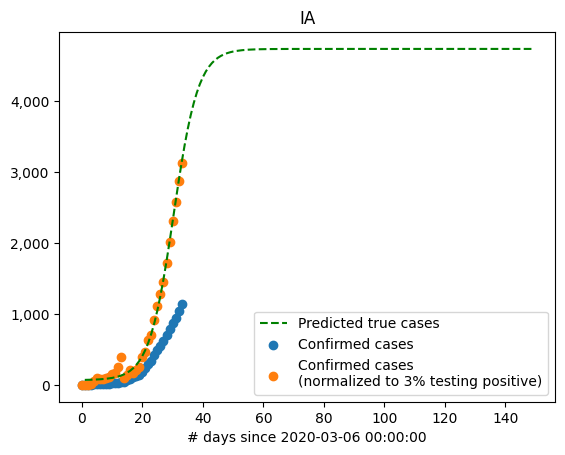 IA
4,000
3,000
2,000
1,000
0
0 20 40 60 80 100 120 140
# days since 2020-03-06 00:00:00
Predicted true cases
Confirmed cases
Confirmed cases
(normalized to 3% testing positive)